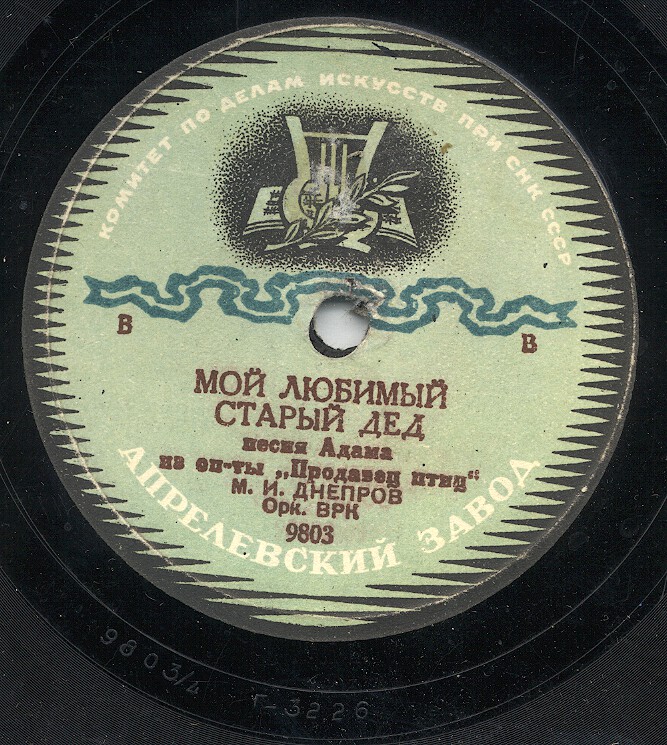 КОМИТЕТ ПО ДЕЛАМ ИСКУССТВ ПРИ СНК СССР
В В
МОЙ ЛЮБИМЫЙ
СТАРЫЙ ДЕД
песня Адама
из оп-ты „Продавец птиц“
М. И. ДНЕПРОВ
Орк. ВРК
9803
АПРЕЛЕВСКИЙ ЗАВОД
9803/4
Г-3226